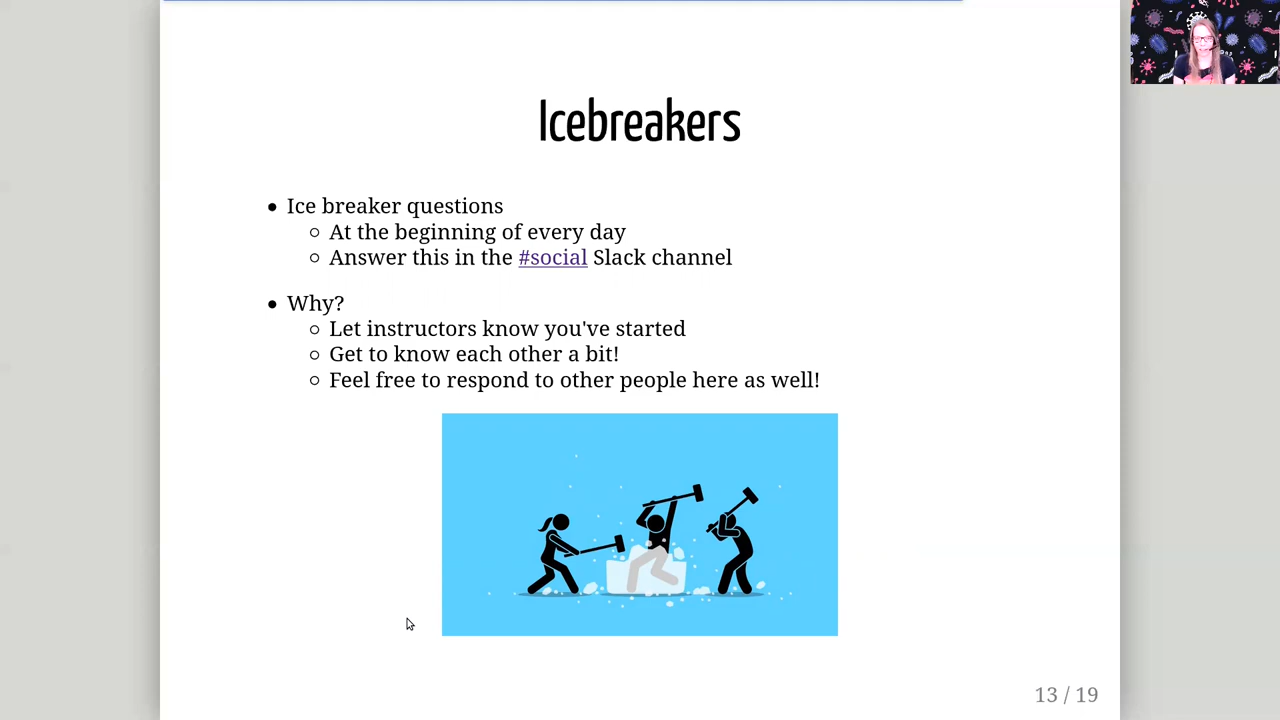 Icebreakers
Ice breaker questions
At the beginning of every day
Answer this in the #social Slack channel
Why?
Let instructors know you've started
Get to know each other a bit!
Feel free to respond to other people here as well!
13 / 19